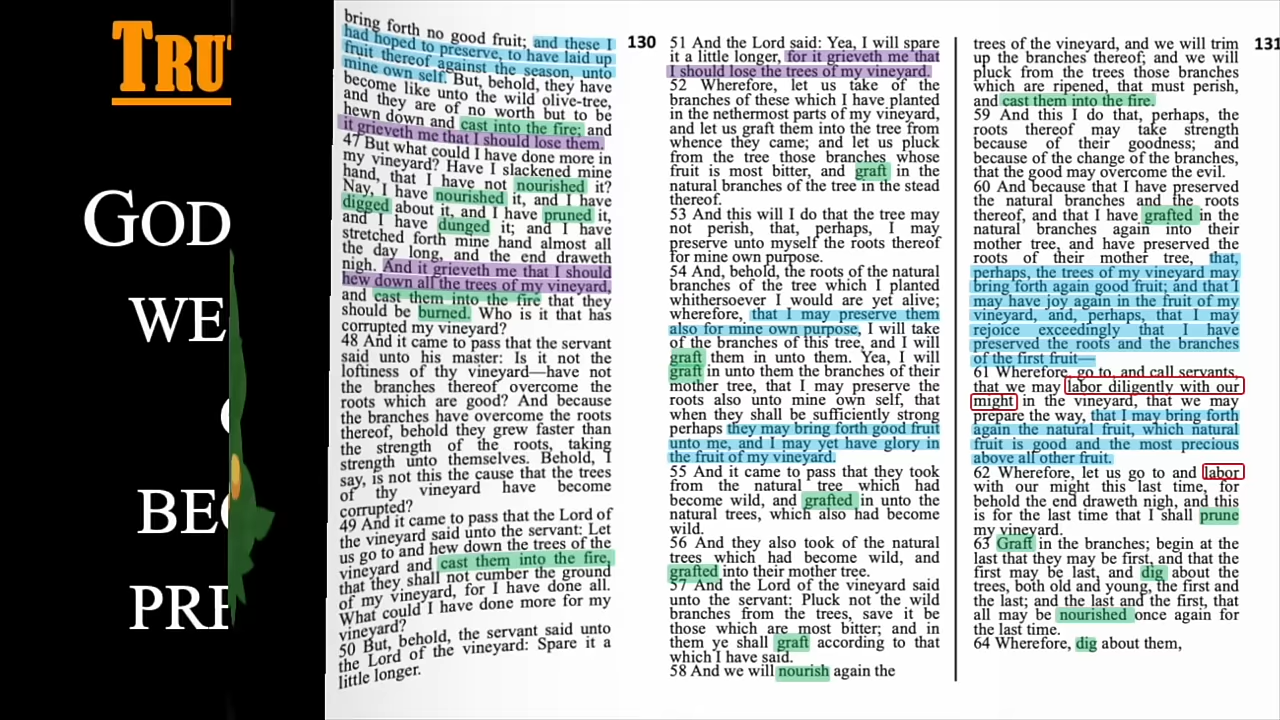 TRU
GOD
WE
BE
PRE
bring forth no good fruit; and these I
had hoped to preserve, to have laid up
fruit thereof against the season, unto
mine own self. But, behold, they have
become like unto the wild olive-tree,
and they are of no worth but to be
hewn down and cast into the fire; and
it grieveth me that I should lose them.
47 But what could I have done more in
my vineyard? Have I slackened mine
hand, that I have not nourished it?
Nay, I have nourished it, and I have
digged about it, and I have pruned it,
and I have dunged it; and I have
stretched forth mine hand almost all
the day long, and the end draweth
nigh. And it grieveth me that I should
hew down all the trees of my vineyard,
and cast them into the fire that they
should be burned. Who is it that has
corrupted my vineyard?
48 And it came to pass that the servant
said unto his master: Is it not the
loftiness of thy vineyard—have not
the branches thereof overcome the
roots which are good? And because
the branches have overcome the roots
thereof, behold they grew faster than
the strength of the roots, taking
strength unto themselves. Behold, I
say, is not this the cause that the trees
of thy vineyard have become
corrupted?
49 And it came to pass that the Lord of
the vineyard said unto the servant: Let
us go to and hew down the trees of the
vineyard and cast them into the fire,
that they shall not cumber the ground
of my vineyard, for I have done all.
What could I have done more for my
vineyard?
50 But, behold, the servant said unto
the Lord of the vineyard: Spare it a
little longer.
130
51 And the Lord said: Yea, I will spare
it a little longer, for it grieveth me that
I should lose the trees of my vineyard.
52 Wherefore, let us take of the
branches of these which I have planted
in the nethermost parts of my vineyard,
and let us graft them into the tree from
whence they came; and let us pluck
from the tree those branches whose
fruit is most bitter, and graft in the
natural branches of the tree in the stead
thereof.
53 And this will I do that the tree may
not perish, that, perhaps, I may
preserve unto myself the roots thereof
for mine own purpose.
54 And, behold, the roots of the natural
branches of the tree which I planted
whithersoever I would are yet alive;
wherefore, that I may preserve them
also for mine own purpose, I will take
of the branches of this tree, and I will
graft them in unto them. Yea, I will
graft in unto them the branches of their
mother tree, that I may preserve the
roots also unto mine own self, that
when they shall be sufficiently strong
perhaps they may bring forth good fruit
unto me, and I may yet have glory in
the fruit of my vineyard.
55 And it came to pass that they took
from the natural tree which had
become wild, and grafted in unto the
natural trees, which also had become
wild.
56 And they also took of the natural
trees which had become wild, and
grafted into their mother tree.
57 And the Lord of the vineyard said
unto the servant: Pluck not the wild
branches from the trees, save it be
those which are most bitter; and in
them ye shall graft according to that
which I have said.
58 And we will nourish again the
trees of the vineyard, and we will trim
up the branches thereof; and we will
pluck from the trees those branches
which are ripened, that must perish,
and cast them into the fire.
59 And this I do that, perhaps, the
roots thereof may take strength
because of their goodness; and
because of the change of the branches,
that the good may overcome the evil.
60 And because that I have preserved
the natural branches and the roots
thereof, and that I have grafted in the
natural branches again into their
mother tree, and have preserved the
roots of their mother tree, that,
perhaps, the trees of my vineyard may
bring forth again good fruit; and that I
may have joy again in the fruit of my
vineyard, and, perhaps, that I may
rejoice exceedingly that I have
preserved the roots and the branches
of the first fruit—
61 Wherefore, go to, and call servants,
that we may labor diligently with our
might in the vineyard, that we may
prepare the way, that I may bring forth
again the natural fruit, which natural
fruit is good and the most precious
above all other fruit.
62 Wherefore, let us go to and labor
with our might this last time, for
behold the end draweth nigh, and this
is for the last time that I shall prune
my vineyard.
63 Graft in the branches; begin at the
last that they may be first, and that the
first may be last, and dig about the
trees, both old and young, the first and
the last; and the last and the first, that
all may be nourished once again for
the last time.
64 Wherefore, dig about them,
131